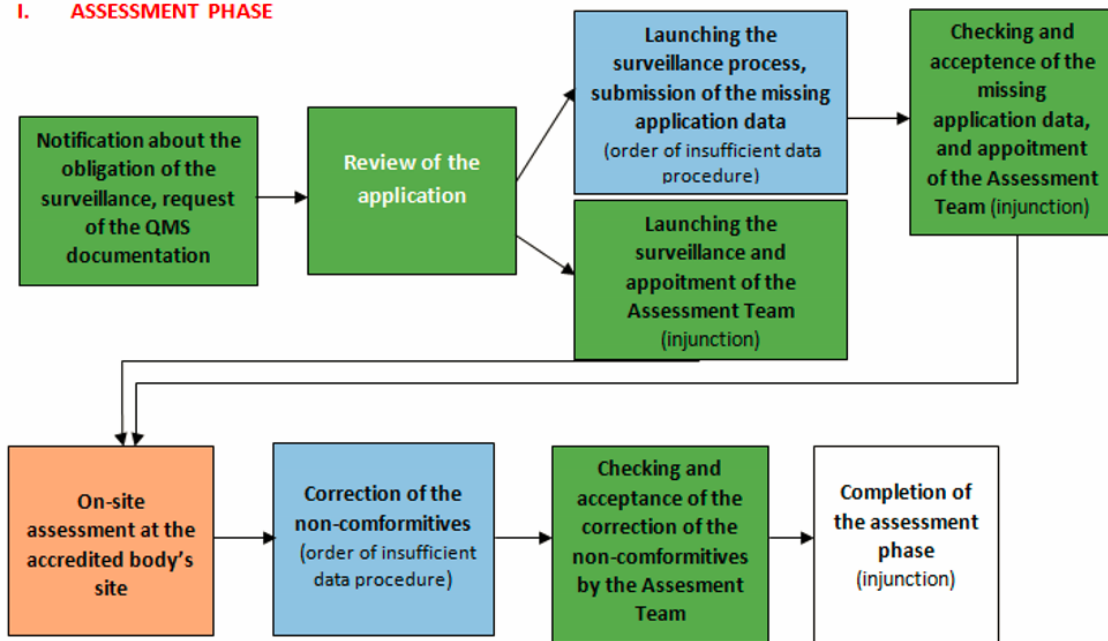 I. ASSESSMENT PHASE
Notification about the
obligation of the
surveillance, request
of the QMS
documentation
Review of the
application
Launching the
surveillance process,
submission of the missing
application data
(order of insufficient data
procedure)
Checking and
acceptence of the
missing
application data,
and appoitment
of the Assessment
Team (injunction)
Launching the
surveillance and
appoitment of the
Assessment Team
(injunction)
On-site
assessment at the
accredited body's
site
Correction of the
non-comformitives
(order of insufficient
data procedure)
Checking and
acceptance of the
correction of the
non-comformitives
by the Assesment
Team
Completion of
the assessment
phase
(injunction)